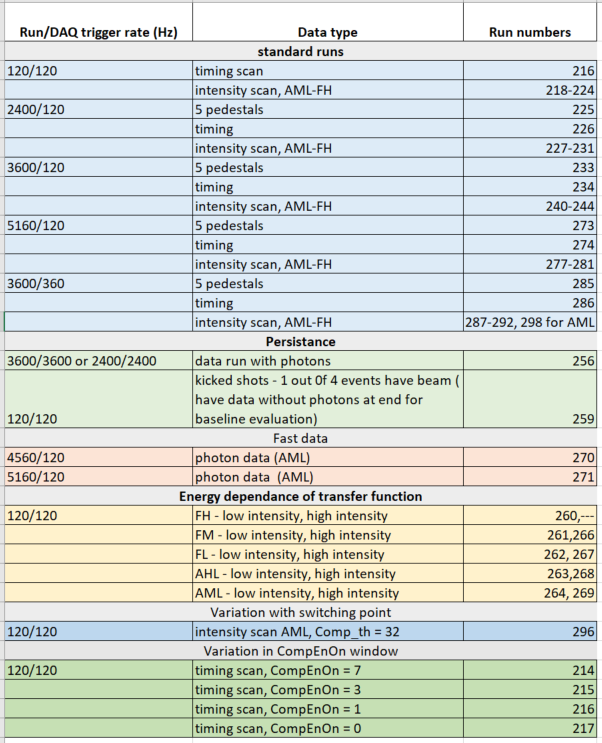 Run/DAQ trigger rate (Hz) Data type Run numbers
standard runs
120/120 timing scan 216
intensity scan, AML-FH 218-224
2400/120 5 pedestals 225
timing 226
intensity scan, AML-FH 227-231
3600/120 5 pedestals 233
timing 234
intensity scan, AML-FH 240-244
5160/120 5 pedestals 273
timing 274
intensity scan, AML-FH 277-281
3600/360 5 pedestals 285
timing 286
intensity scan, AML-FH 287-292, 298 for AML
Persistance
3600/3600 or 2400/2400 data run with photons 256
kicked shots - 1 out 0f 4 events have beam (
have data without photons at end for
120/120 baseline evaluation) 259
Fast data
4560/120 photon data (AML) 270
5160/120 photon data (AML) 271
Energy dependance of transfer function
120/120 FH - low intensity, high intensity 260,---
FM - low intensity, high intensity 261,266
FL - low intensity, high intensity 262, 267
AHL - low intensity, high intensity 263,268
AML - low intensity, high intensity 264, 269
Variation with switching point
120/120 intensity scan AML, Comp_th = 32 296
Variation in CompEnOn window
120/120 timing scan, CompEnOn = 7 214
timing scan, CompEnOn = 3 215
timing scan, CompEnOn = 1 216
timing scan, CompEnOn = 0 217